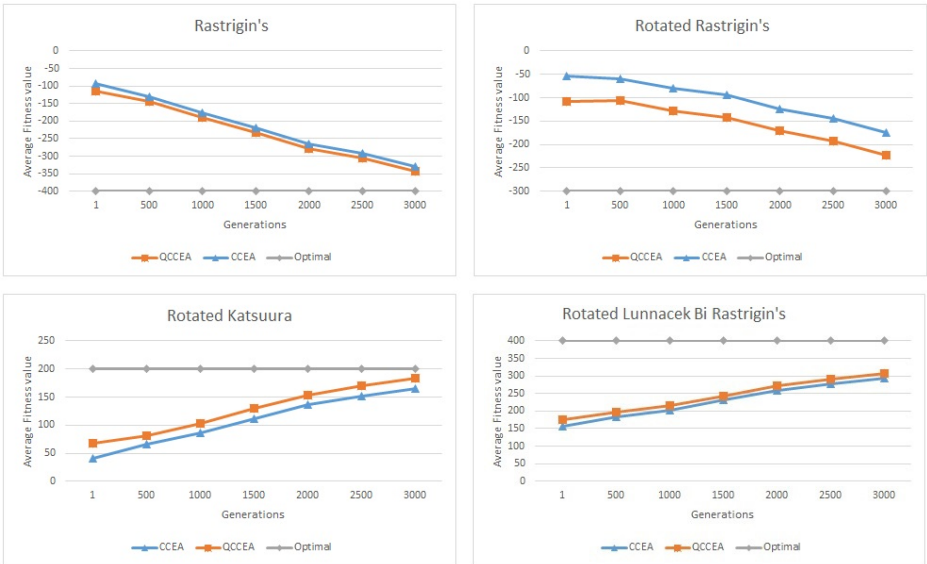 Rastrigin's
Average Fitness value
0
-50
-100
-150
-200
-250
-300
-350
-400
1 500 1000 1500 2000 2500 3000
Generations
QCCEA CCEA Optimal
Rotated Rastrigin's
Average Fitness value
0
-50
-100
-150
-200
-250
-300
1 500 1000 1500 2000 2500 3000
Generations
QCCEA CCEA Optimal
Rotated Katsuura
Average Fitness value
250
200
150
100
50
0
1 500 1000 1500 2000 2500 3000
Generations
CCEA QCCEA Optimal
Rotated Lunnacek Bi Rastrigin's
Average Fitness value
400
350
300
250
200
150
100
50
0
1 500 1000 1500 2000 2500 3000
Generations
CCEA QCCEA Optimal